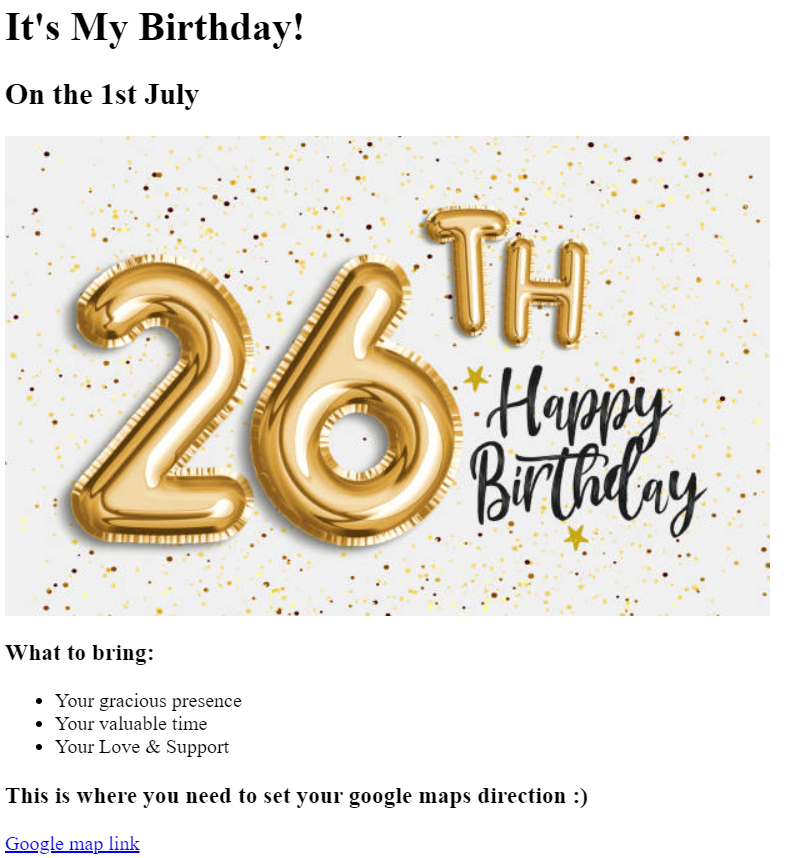 It's My Birthday!
On the 1st July
26TH
Happy
Birthday
What to bring:
Your gracious presence
Your valuable time
Your Love & Support
This is where you need to set your google maps direction :)
Google map link